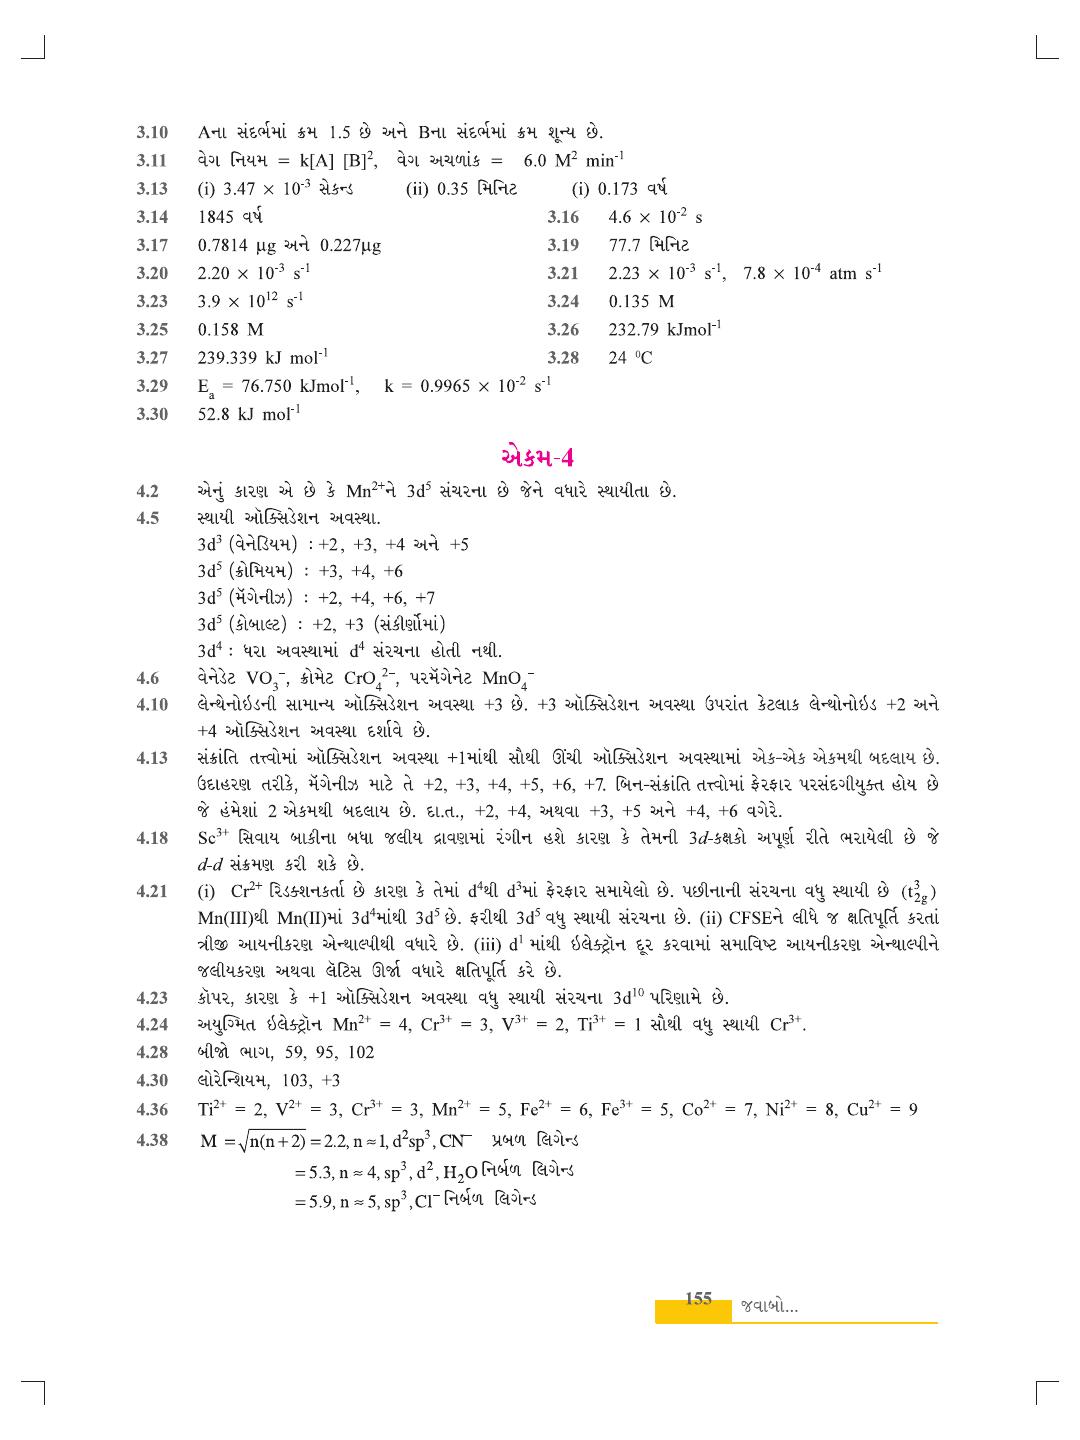 3.10 Aના સંદર્ભમાં ક્રમ 1.5 છે અને Bના સંદર્ભમાં ક્રમ શૂન્ય છે.
3.11 વેગ નિયમ = k[A] [B]², વેગ અચળાંક = 6.0 M² min⁻¹
3.13 (i) 3.47 × 10⁻³ સેકન્ડ (ii) 0.35 મિનિટ (i) 0.173 વર્ષ
3.14 1845 વર્ષ 3.16 4.6 × 10⁻² s
3.17 0.7814 µg અને 0.227µg 3.19 77.7 મિનિટ
3.20 2.20 × 10⁻³ s⁻¹ 3.21 2.23 × 10⁻³ s⁻¹, 7.8 × 10⁻⁴ atm s⁻¹
3.23 3.9 × 10¹² s⁻¹ 3.24 0.135 M
3.25 0.158 M 3.26 232.79 kJmol⁻¹
3.27 239.339 kJ mol⁻¹ 3.28 24 ⁰C
3.29 Eₐ = 76.750 kJmol⁻¹, k = 0.9965 × 10⁻² s⁻¹
3.30 52.8 kJ mol⁻¹
એકમ-4
4.2 એનું કારણ એ છે કે Mn²⁺ને 3d⁵ સંચરના છે જેને વધારે સ્થાયીતા છે.
4.5 સ્થાયી ઑક્સિડેશન અવસ્થા.
3d³ (વેનેડિયમ) : +2, +3, +4 અને +5
3d⁵ (ક્રોમિયમ) : +3, +4, +6
3d⁵ (મૅંગેનીઝ) : +2, +4, +6, +7
3d⁵ (કોબાલ્ટ) : +2, +3 (સંકીર્ણોમાં)
3d⁴ : ધરા અવસ્થામાં d⁴ સંરચના હોતી નથી.
4.6 વેનેડેટ VO₃⁻, ક્રોમેટ CrO₄²⁻, પરમૅંગેનેટ MnO₄⁻
4.10 લેન્થેનોઇડની સામાન્ય ઑક્સિડેશન અવસ્થા +3 છે. +3 ઑક્સિડેશન અવસ્થા ઉપરાંત કેટલાક લેન્થોનોઇડ +2 અને
+4 ઑક્સિડેશન અવસ્થા દર્શાવે છે.
4.13 સંક્રાંતિ તત્ત્વોમાં ઑક્સિડેશન અવસ્થા +1માંથી સૌથી ઊંચી ઑક્સિડેશન અવસ્થામાં એક-એક એકમથી બદલાય છે.
ઉદાહરણ તરીકે, મૅંગેનીઝ માટે તે +2, +3, +4, +5, +6, +7. બિન-સંક્રાંતિ તત્ત્વોમાં ફેરફાર પરસંદગીયુક્ત હોય છે
જે હંમેશાં 2 એકમથી બદલાય છે. દા.ત., +2, +4, અથવા +3, +5 અને +4, +6 વગેરે.
4.18 Sc³⁺ સિવાય બાકીના બધા જલીય દ્રાવણમાં રંગીન હશે કારણ કે તેમની 3d-કક્ષકો અપૂર્ણ રીતે ભરાયેલી છે જે
d-d સંક્રમણ કરી શકે છે.
4.21 (i) Cr²⁺ રિડક્શનકર્તા છે કારણ કે તેમાં d⁴થી d³માં ફેરફાર સમાયેલો છે. પછીનાની સંરચના વધુ સ્થાયી છે (t³₂g)
Mn(III)થી Mn(II)માં 3d⁴માંથી 3d⁵ છે. ફરીથી 3d⁵ વધુ સ્થાયી સંરચના છે. (ii) CFSEને લીધે જ ક્ષતિપૂર્તિ કરતાં
ત્રીજી આયનીકરણ એન્થાલ્પીથી વધારે છે. (iii) d¹ માંથી ઇલેક્ટ્રૉન દૂર કરવામાં સમાવિષ્ટ આયનીકરણ એન્થાલ્પીને
જલીયકરણ અથવા લૅટિસ ઊર્જા વધારે ક્ષતિપૂર્તિ કરે છે.
4.23 કૉપર, કારણ કે +1 ઑક્સિડેશન અવસ્થા વધુ સ્થાયી સંરચના 3d¹⁰ પરિણામે છે.
4.24 અયુગ્મિત ઇલેક્ટ્રૉન Mn²⁺ = 4, Cr³⁺ = 3, V³⁺ = 2, Ti³⁺ = 1 સૌથી વધુ સ્થાયી Cr³⁺.
4.28 બીજો ભાગ, 59, 95, 102
4.30 લોરેન્શિયમ, 103, +3
4.36 Ti²⁺ = 2, V²⁺ = 3, Cr³⁺ = 3, Mn²⁺ = 5, Fe²⁺ = 6, Fe³⁺ = 5, Co²⁺ = 7, Ni²⁺ = 8, Cu²⁺ = 9
4.38 M = √n(n + 2) = 2.2, n ≈ 1, d²sp³, CN⁻ પ્રબળ લિગેન્ડ
= 5.3, n ≈ 4, sp³, d², H₂O નિર્બળ લિગેન્ડ
= 5.9, n ≈ 5, sp³, Cl⁻ નિર્બળ લિગેન્ડ
155 જવાબો...